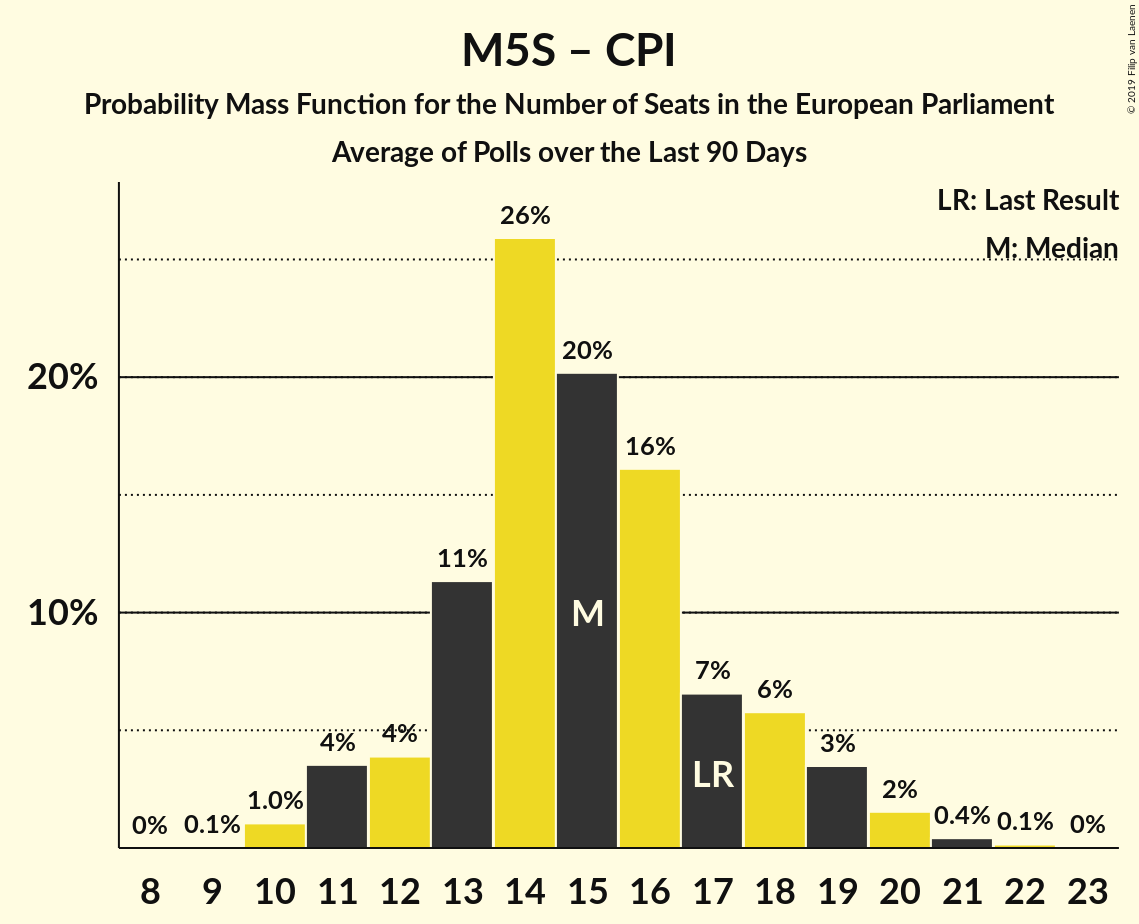 M5S – CPI
Probability Mass Function for the Number of Seats in the European Parliament
Average of Polls over the Last 90 Days
© 2019 Filip van Laenen
LR: Last Result
M: Median
26%
20%
20%
16%
11%
M
10%
7%
6%
4%
4%
3%
LR
2%
1.0%
0.4%
0.1%
0%
0.1%
0%
8 9 10 11 12 13 14 15 16 17 18 19 20 21 22 23